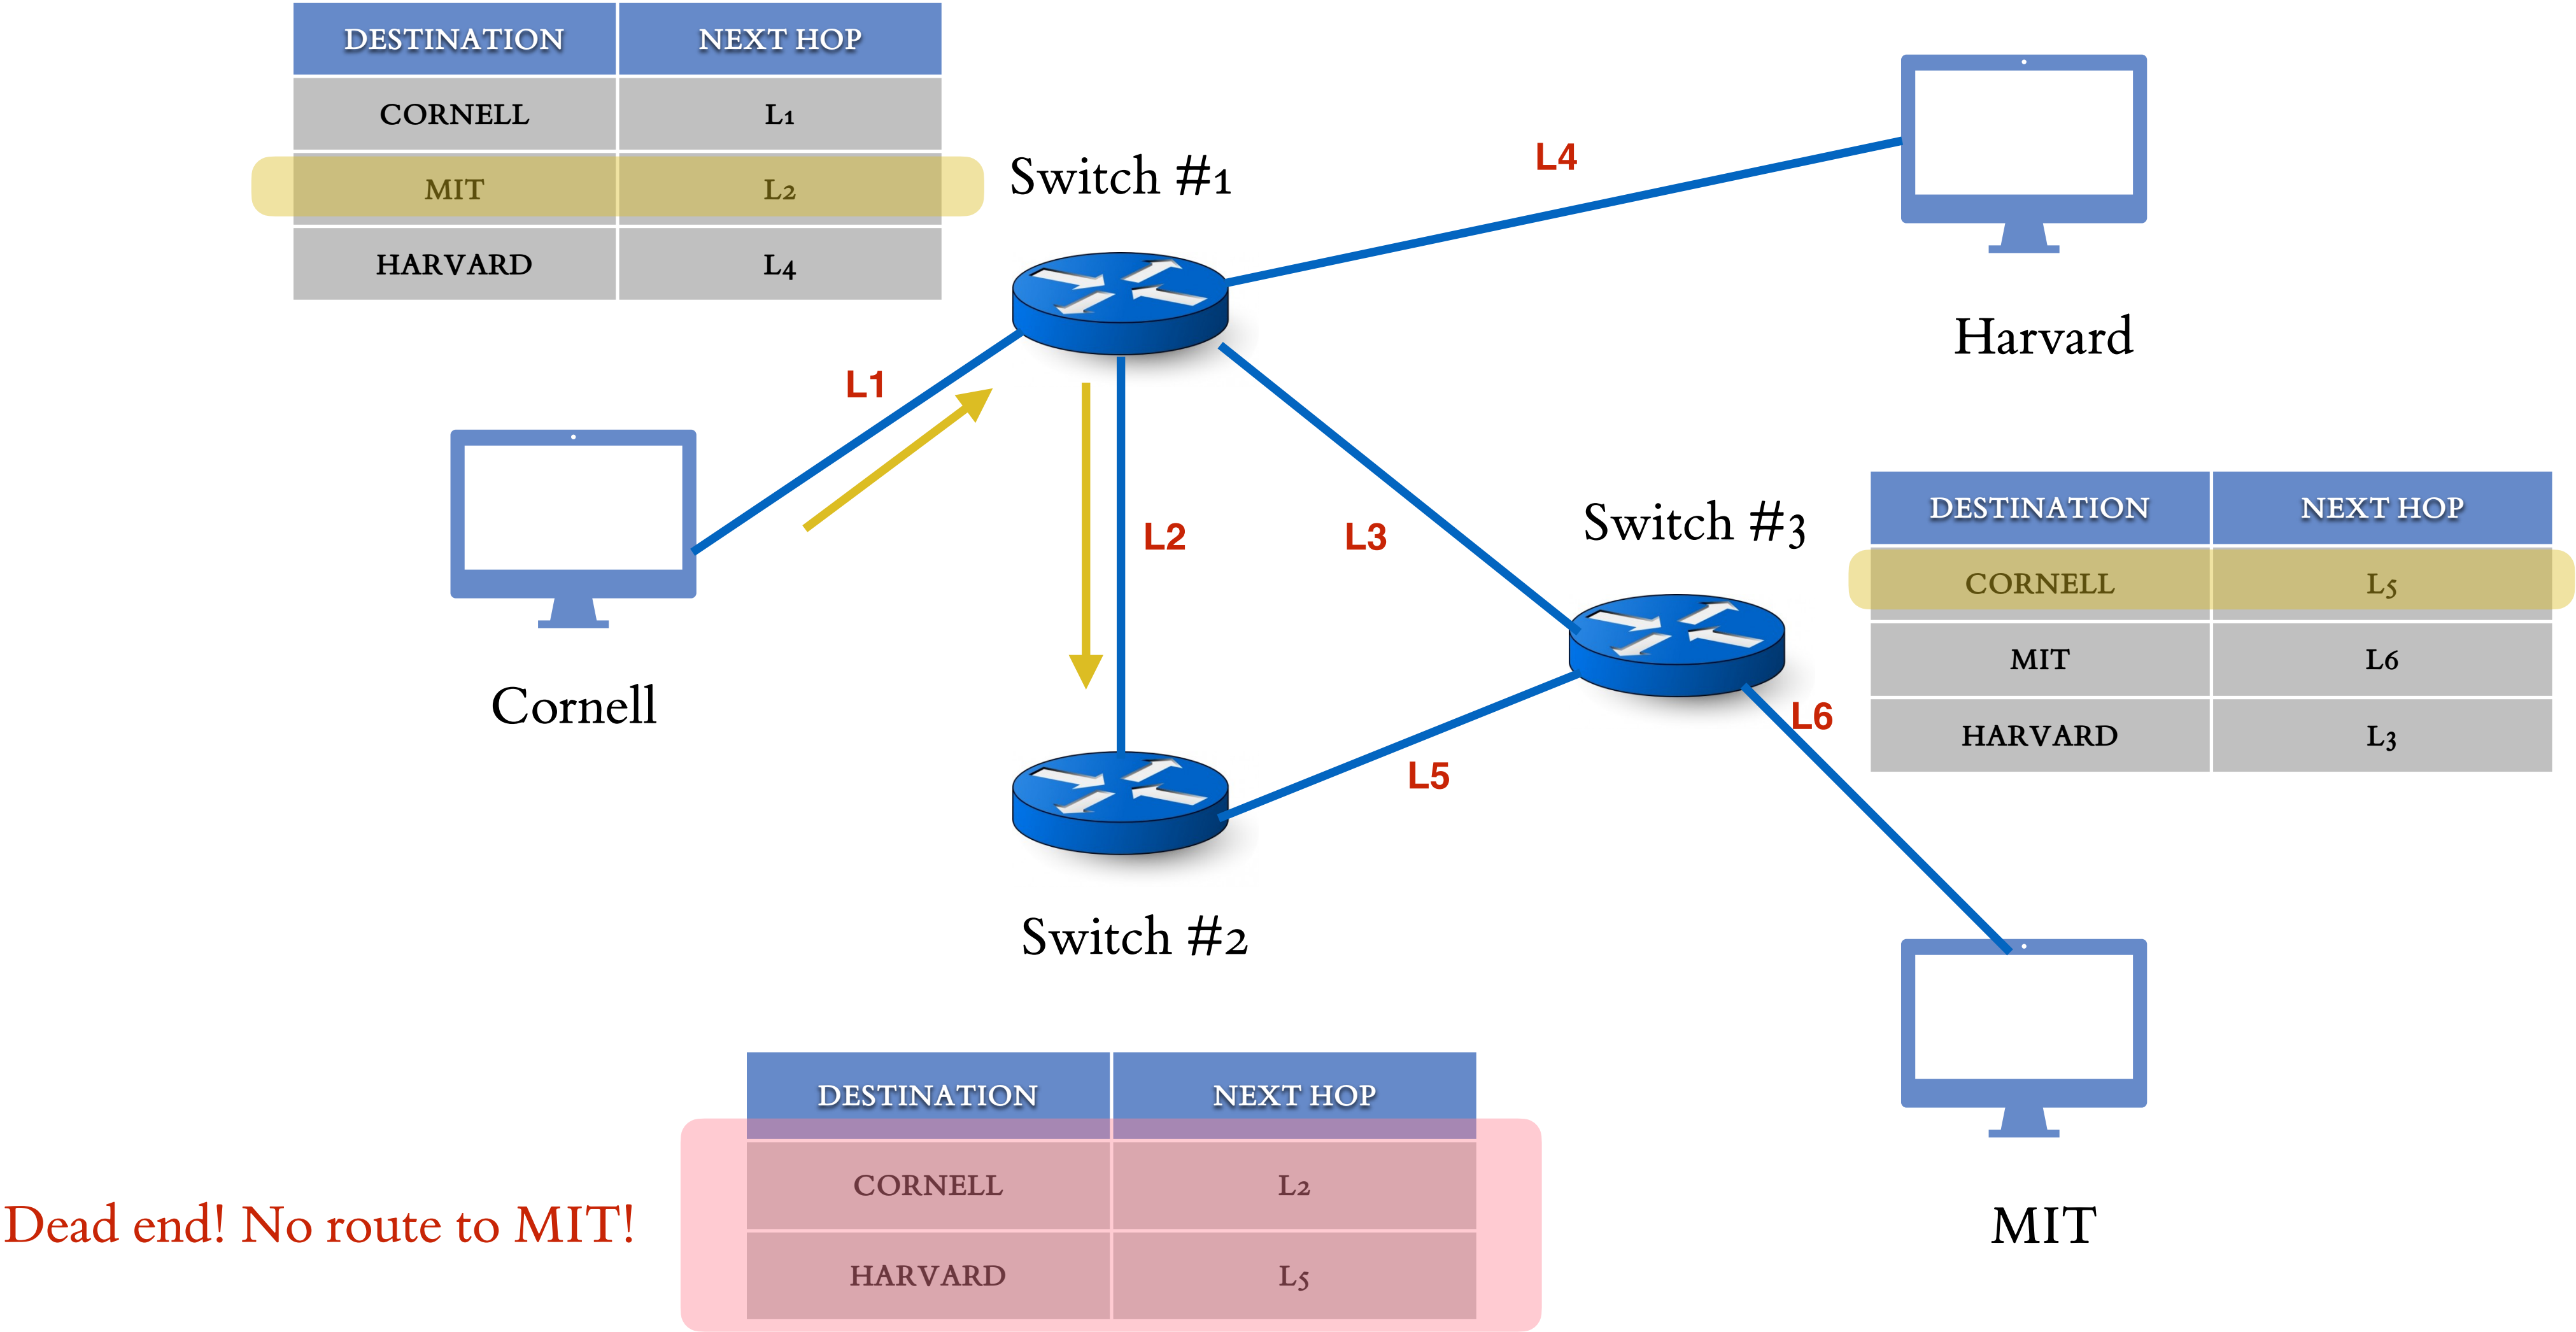 DESTINATION NEXT HOP
CORNELL L1
MIT L2
HARVARD L4
Switch #1
L4
Harvard
L1
Cornell
L2
L3
Switch #3
DESTINATION NEXT HOP
CORNELL L5
MIT L6
HARVARD L3
L6
L5
Switch #2
MIT
DESTINATION NEXT HOP
CORNELL L2
HARVARD L5
Dead end! No route to MIT!